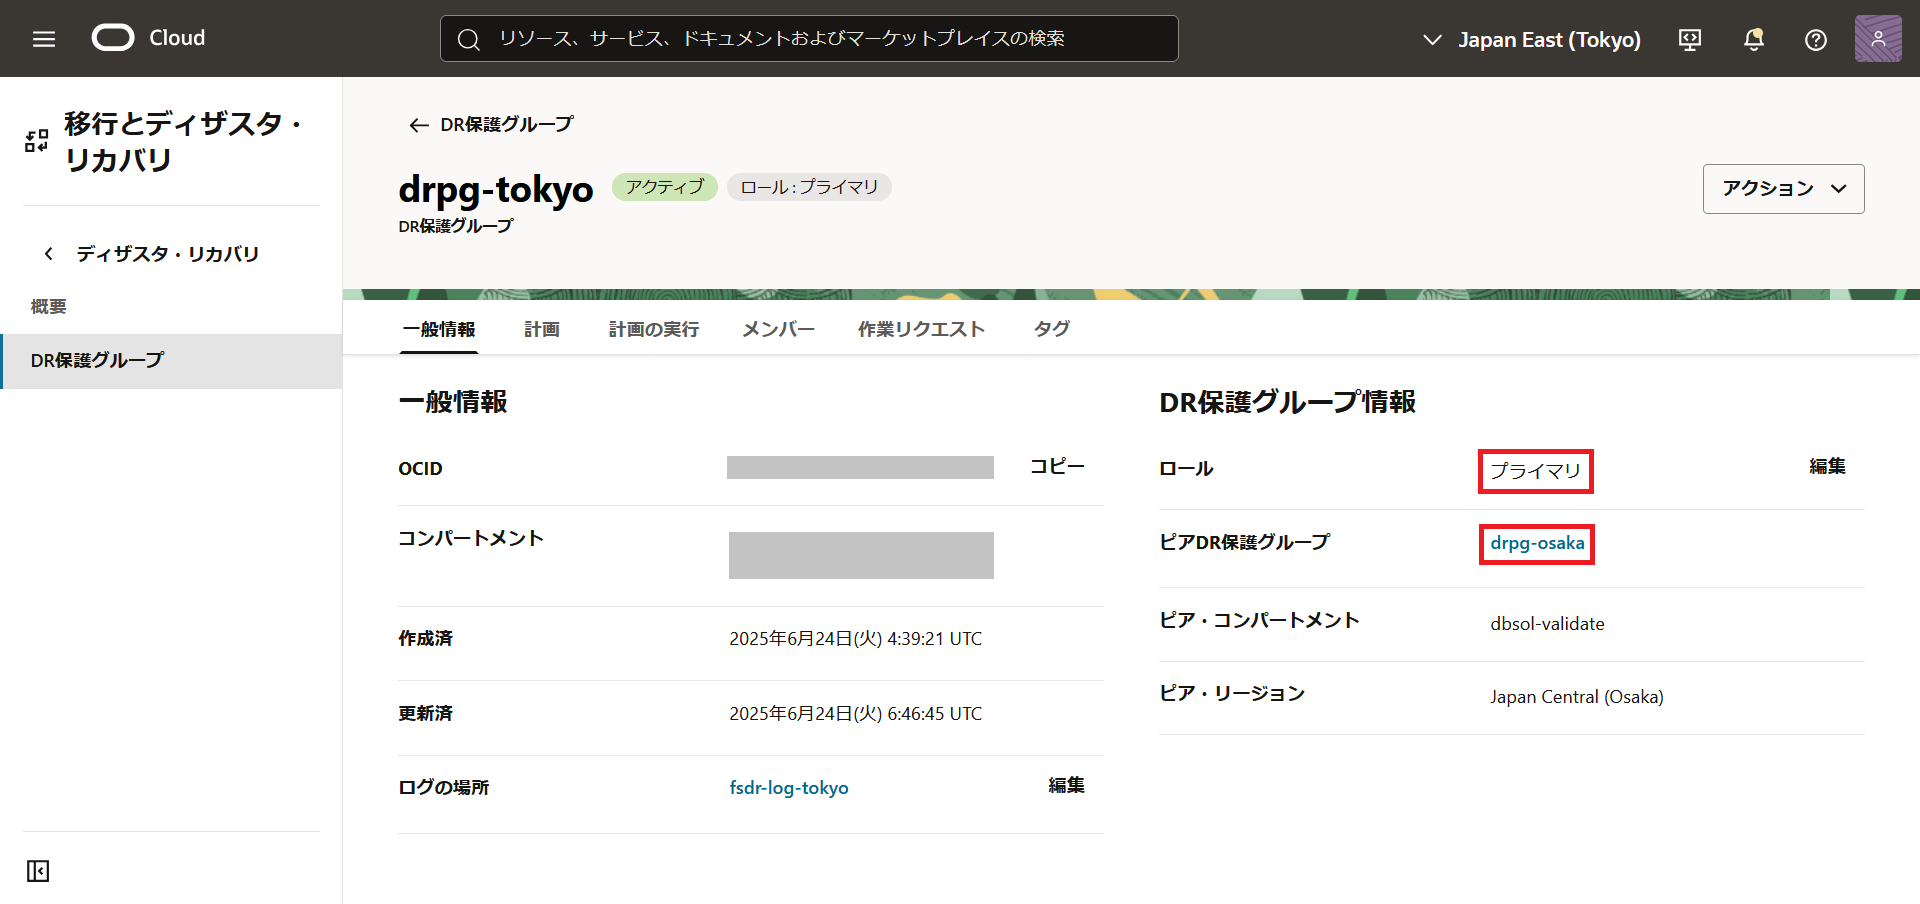 Cloud
リソース、サービス、ドキュメントおよびマーケットプレイスの検索
Japan East (Tokyo)
移行とディザスタ・
リカバリ
ディザスタ・リカバリ
概要
DR保護グループ
DR保護グループ
drpg-tokyo
アクティブ
ロール : プライマリ
DR保護グループ
アクション
一般情報
計画
計画の実行
メンバー
作業リクエスト
タグ
一般情報
OCID
コピー
コンパートメント
作成済
2025年6月24日(火) 4:39:21 UTC
更新済
2025年6月24日(火) 6:46:45 UTC
ログの場所
fsdr-log-tokyo
編集
DR保護グループ情報
ロール
プライマリ
編集
ピアDR保護グループ
drpg-osaka
ピア・コンパートメント
dbsol-validate
ピア・リージョン
Japan Central (Osaka)